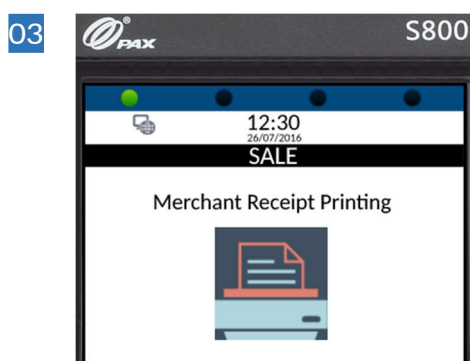 03
PAX®
S800
12:30
26/07/2016
SALE
Merchant Receipt Printing